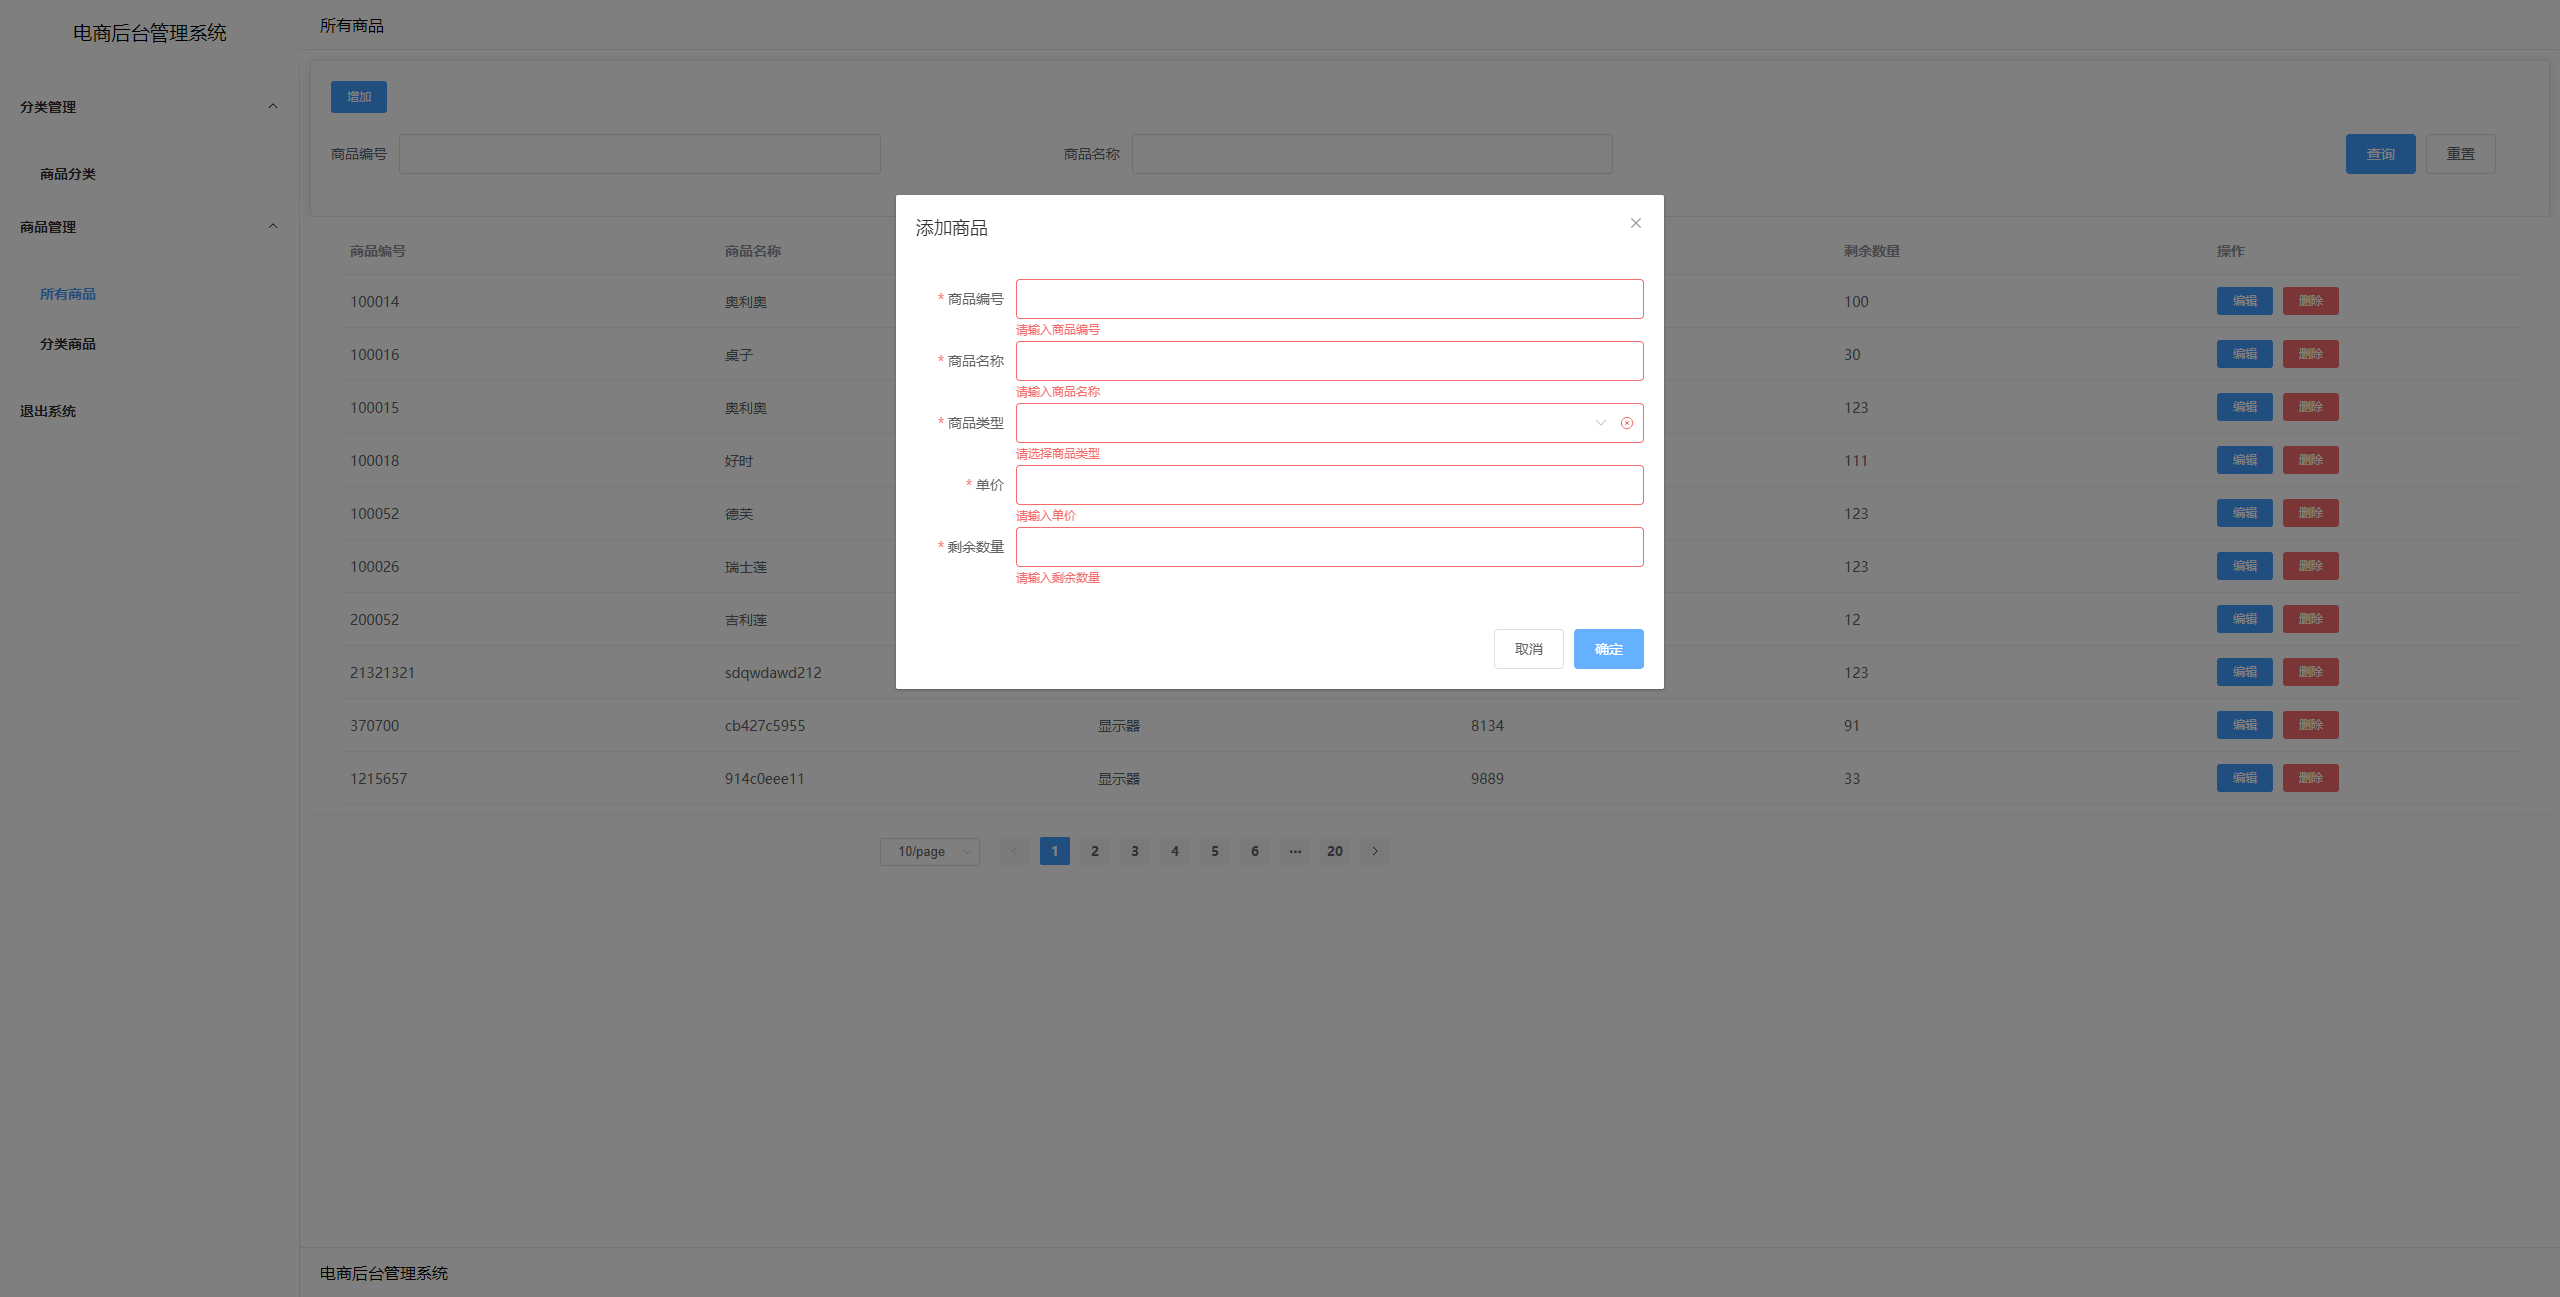 电商后台管理系统
分类管理
商品分类
商品管理
所有商品
分类商品
退出系统
所有商品
增加
商品编号
商品名称
查询 重置
商品编号 商品名称 剩余数量 操作
100014 奥利奥 100 编辑 删除
100016 桌子 30 编辑 删除
100015 奥利奥 123 编辑 删除
100018 好时 111 编辑 删除
100052 德芙 123 编辑 删除
100026 瑞士莲 123 编辑 删除
200052 吉利莲 12 编辑 删除
21321321 sdqwdawd212 123 编辑 删除
370700 cb427c5955 显示器 8134 91 编辑 删除
1215657 914c0eee11 显示器 9889 33 编辑 删除
10/page 1 2 3 4 5 6 ··· 20
添加商品
* 商品编号
请输入商品编号
* 商品名称
请输入商品名称
* 商品类型
请选择商品类型
* 单价
请输入单价
* 剩余数量
请输入剩余数量
取消 确定
电商后台管理系统